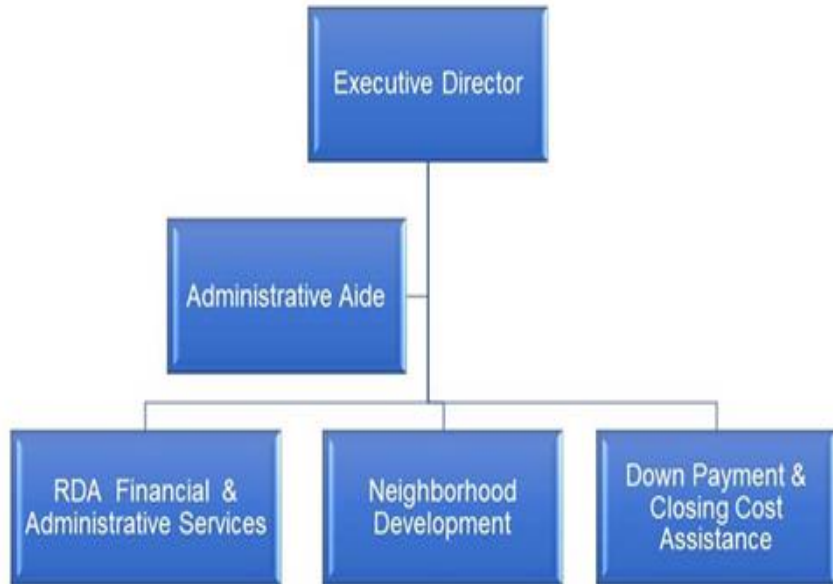 Executive Director
Administrative Aide
RDA Financial &
Administrative Services
Neighborhood
Development
Down Payment &
Closing Cost
Assistance